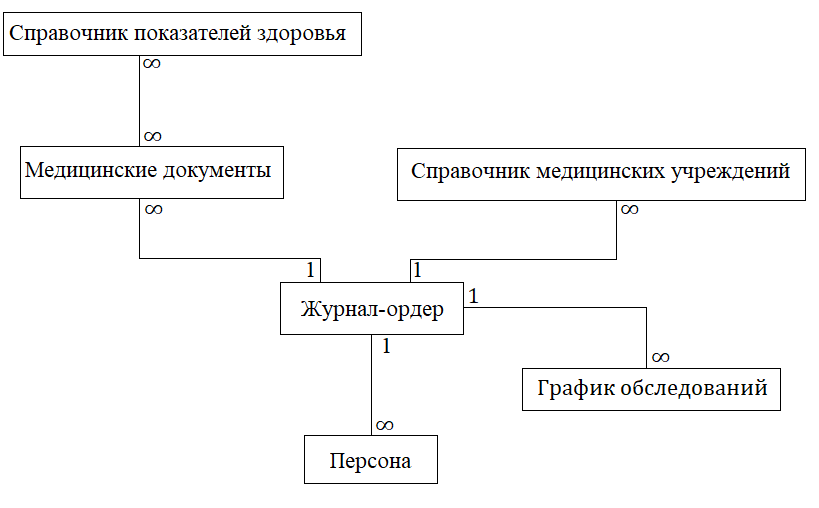 Справочник показателей здоровья
∞
∞
Медицинские документы
Справочник медицинских учреждений
∞
∞
1
1
Журнал-ордер
1
1
∞
График обследований
∞
Персона